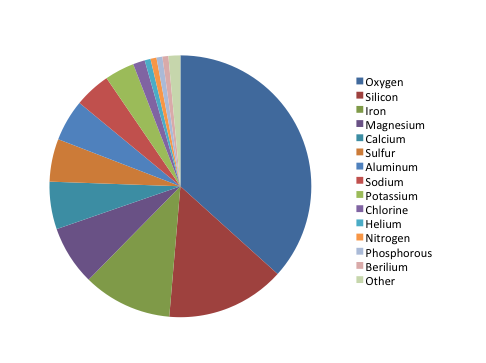 Oxygen
Silicon
Iron
Magnesium
Calcium
Sulfur
Aluminum
Sodium
Potassium
Chlorine
Helium
Nitrogen
Phosphorous
Berilium
Other